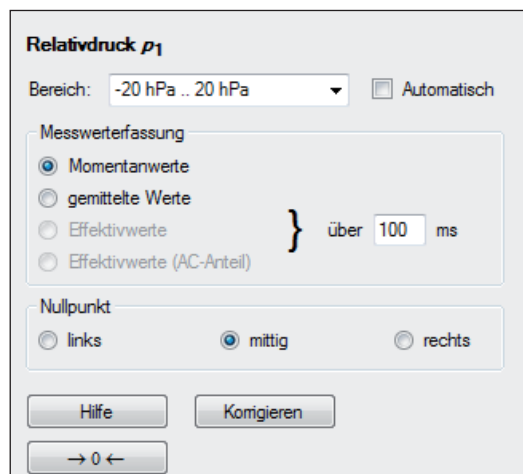 Relativdruck p1
Bereich: -20 hPa .. 20 hPa Automatisch
Messwerterfassung
Momentanwerte
gemittelte Werte
Effektivwerte } über 100 ms
Effektivwerte (AC-Anteil)
Nullpunkt
links mittig rechts
Hilfe Korrigieren
→ 0 ←